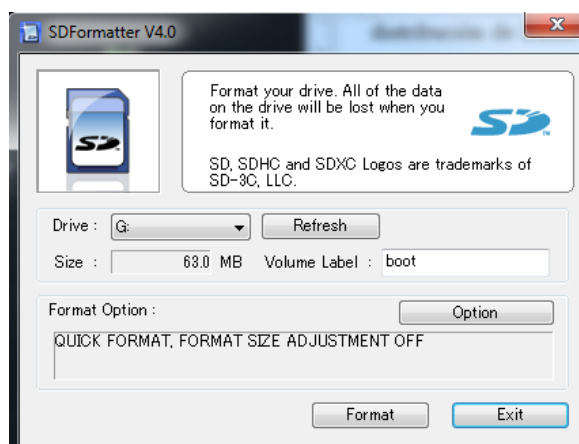 SDFormatter V4.0
Format your drive. All of the data
on the drive will be lost when you
format it.
SD, SDHC and SDXC Logos are trademarks of
SD-3C, LLC.
Drive : G: Refresh
Size : 63.0 MB Volume Label : boot
Format Option :
Option
QUICK FORMAT, FORMAT SIZE ADJUSTMENT OFF
Format Exit